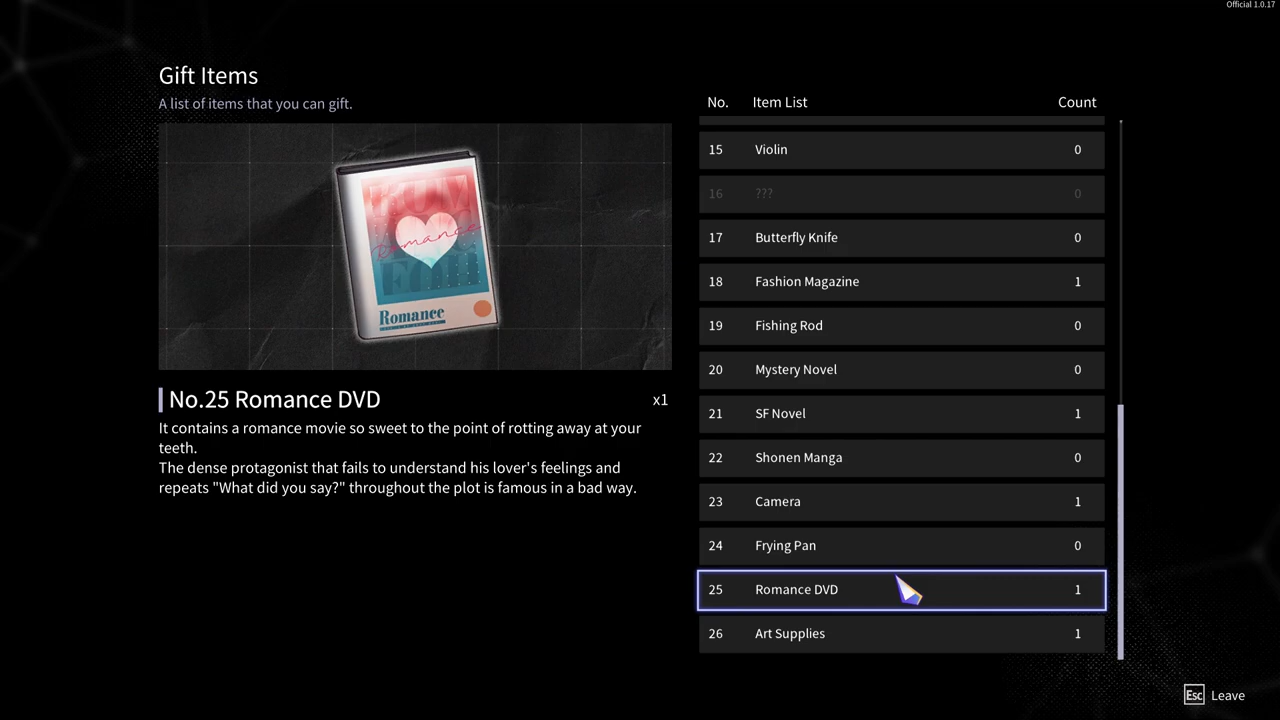 Official 1.0.17
Gift Items
A list of items that you can gift.
Romance
Romance
No.25 Romance DVD x1
It contains a romance movie so sweet to the point of rotting away at your
teeth.
The dense protagonist that fails to understand his lover's feelings and
repeats "What did you say?" throughout the plot is famous in a bad way.
No. Item List Count
15 Violin 0
16 ??? 0
17 Butterfly Knife 0
18 Fashion Magazine 1
19 Fishing Rod 0
20 Mystery Novel 0
21 SF Novel 1
22 Shonen Manga 0
23 Camera 1
24 Frying Pan 0
25 Romance DVD 1
26 Art Supplies 1
Esc Leave